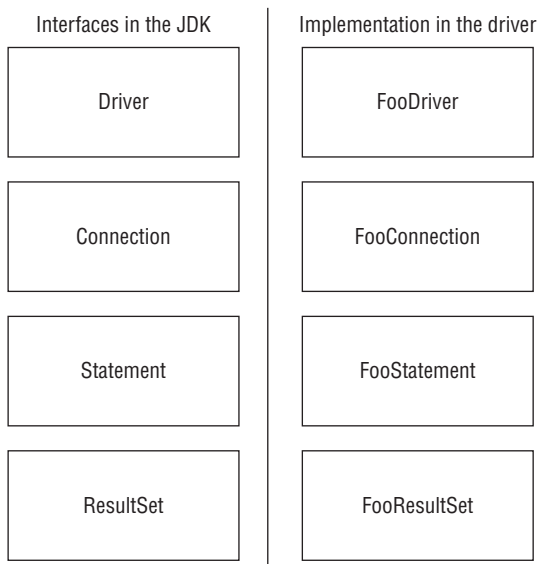 Interfaces in the JDK
Implementation in the driver
Driver
FooDriver
Connection
FooConnection
Statement
FooStatement
ResultSet
FooResultSet